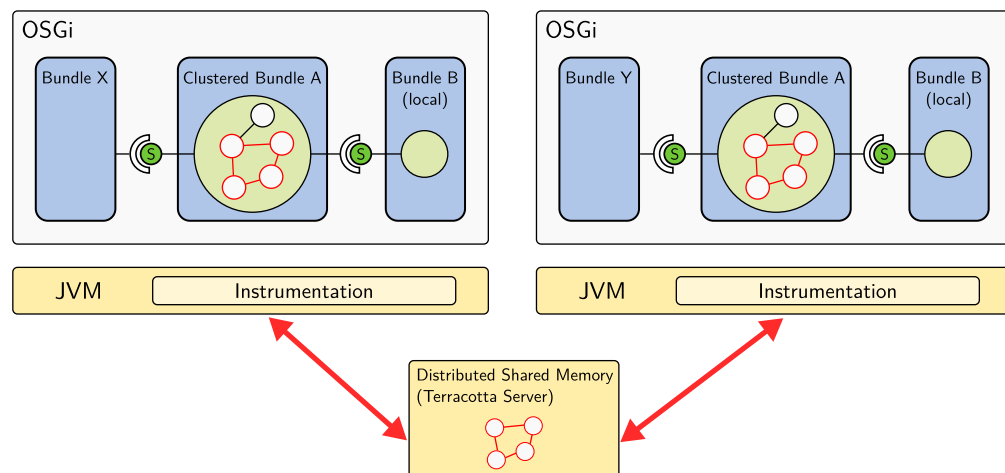 OSGi
Bundle X
Clustered Bundle A
Bundle B
(local)
S
S
JVM
Instrumentation
OSGi
Bundle Y
Clustered Bundle A
Bundle B
(local)
S
S
JVM
Instrumentation
Distributed Shared Memory
(Terracotta Server)